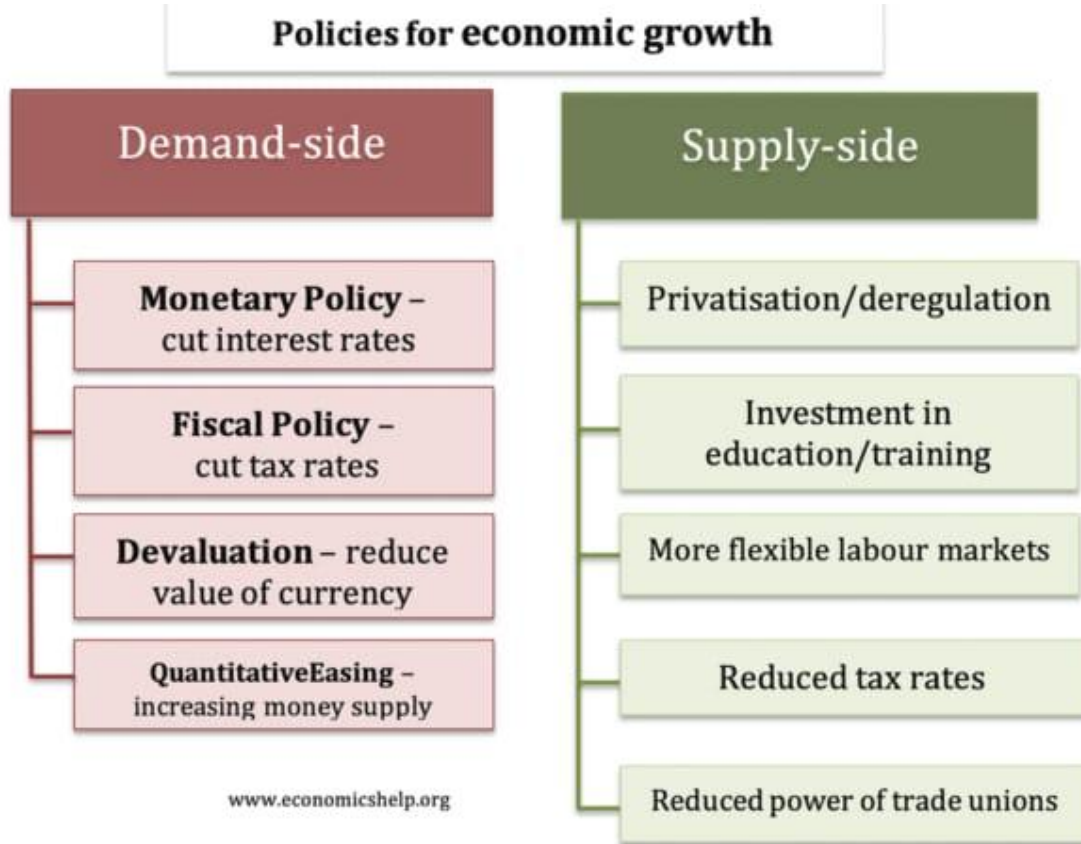 Policies for economic growth
Demand-side
Monetary Policy –
cut interest rates
Fiscal Policy –
cut tax rates
Devaluation – reduce
value of currency
QuantitativeEasing –
increasing money supply
www.economicshelp.org
Supply-side
Privatisation/deregulation
Investment in
education/training
More flexible labour markets
Reduced tax rates
Reduced power of trade unions